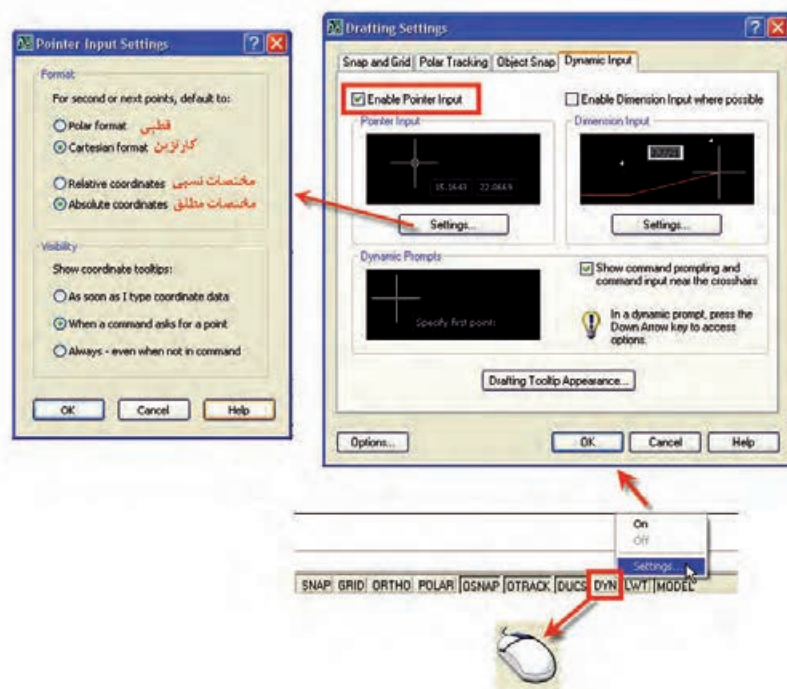 Pointer Input Settings
Format
For second or next points, default to:
Polar format قطبی
Cartesian format کارتزین
Relative coordinates مختصات نسبی
Absolute coordinates مختصات مطلق
Visibility
Show coordinate tooltips:
As soon as I type coordinate data
When a command asks for a point
Always - even when not in command
OK Cancel Help
Drafting Settings
Snap and Grid Polar Tracking Object Snap Dynamic Input
Enable Pointer Input
Enable Dimension Input where possible
Pointer Input
Dimension Input
Settings...
Settings...
Dynamic Prompts
Specify first point:
Show command prompting and
command input near the crosshairs
In a dynamic prompt, press the
Down Arrow key to access
options.
Drafting Tooltip Appearance...
Options... OK Cancel Help
On
Off
Settings...
SNAP GRID ORTHO POLAR OSNAP OTRACK DUCS DYN LWT MODEL